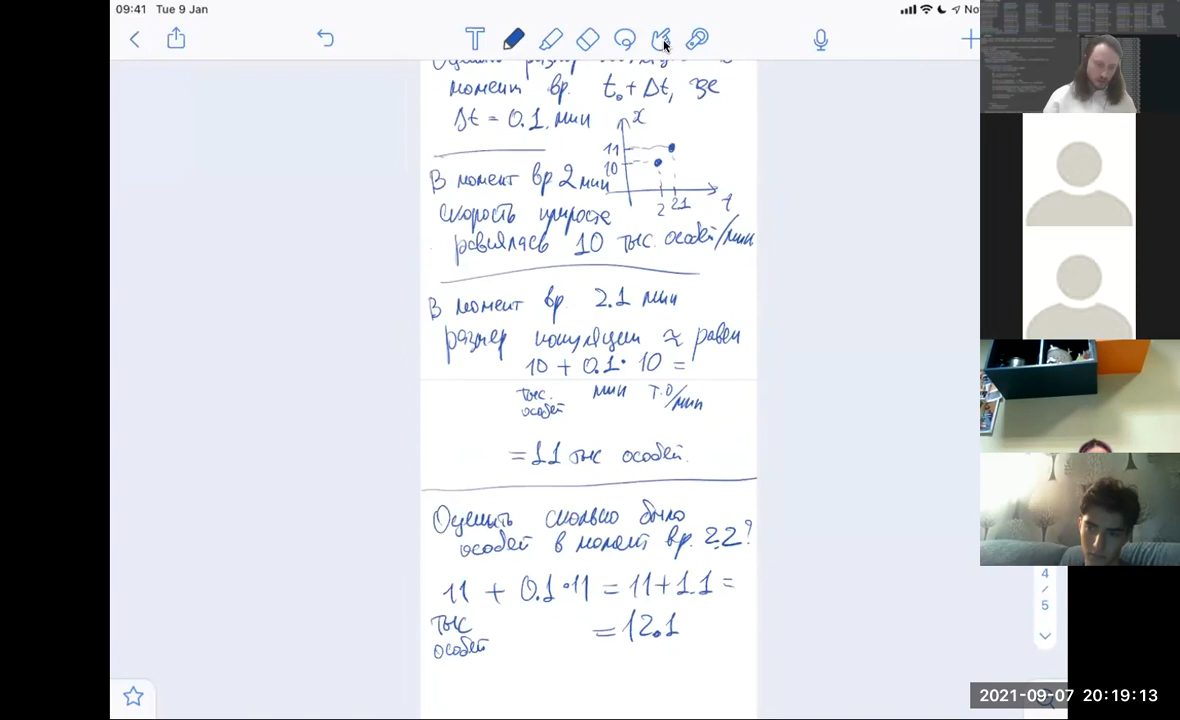 09:41 Tue 9 Jan
No
момент вр. t₀ + Δt, где
Δt = 0.1 мин
x
11
10
2 2.1 t
В момент вр 2 мин
скорость прироста
равнялась 10 тыс. особей/мин
В момент вр 2.1 мин
размер популяции ≈ равен
10 + 0.1 · 10 =
тыс. особей мин т.о/мин
= 11 тыс особей.
Оценить сколько было
особей в момент вр. 2.2?
11 + 0.1 · 11 = 11 + 1.1 =
тыс особей
= 12.1
4
/
5
2021-09-07 20:19:13